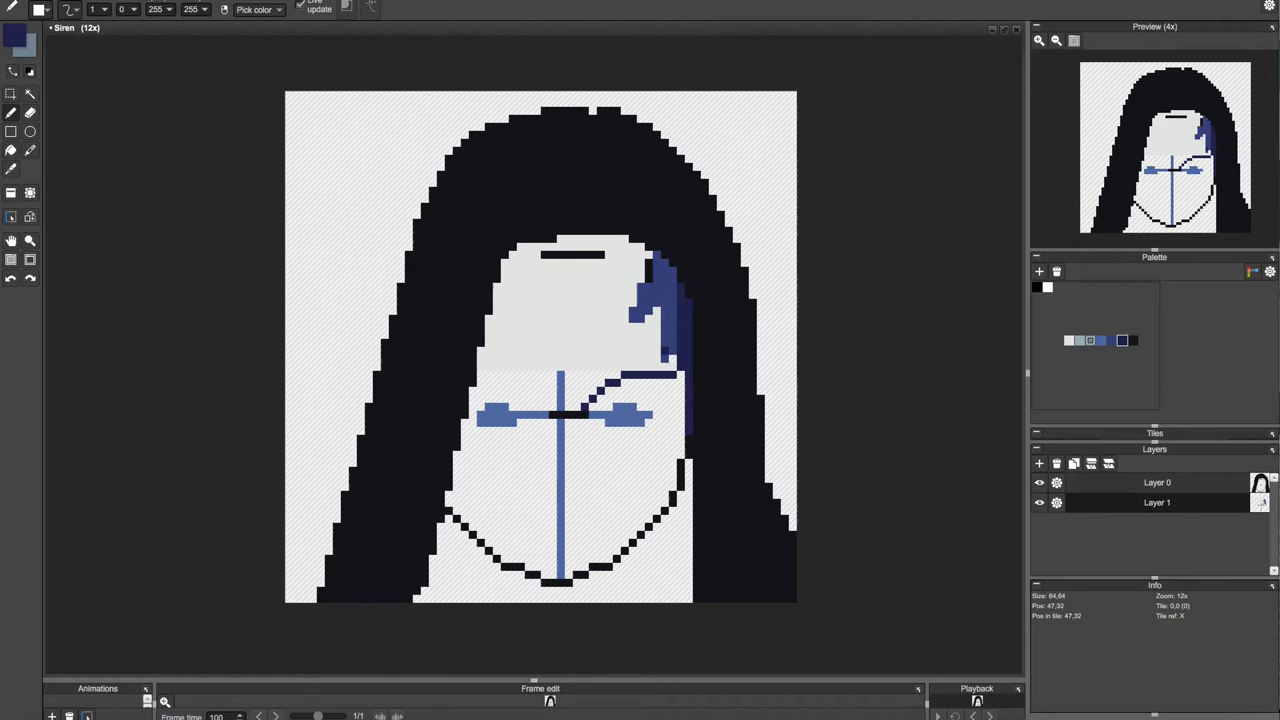 1 0 255 255 Pick color Live update
Siren (12x)
Preview (4x)
Palette
Tiles
Layers
Layer 0
Layer 1
Info
Size: 64,64 Zoom: 12x
Pos: 47,32 Tile: 0,0 (0)
Pos in tile: 47,32 Tile ref: X
Animations Frame edit Playback
Frame time 100 1/1